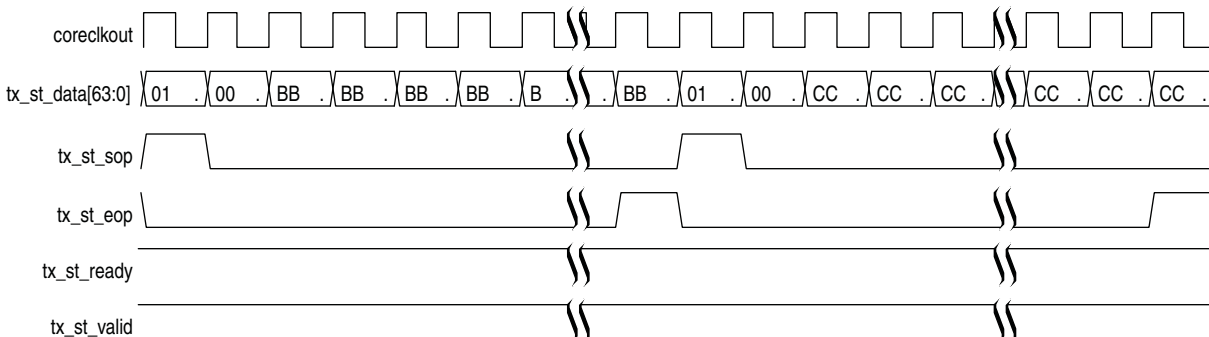 coreclkout
tx_st_data[63:0] 01 . 00 . BB . BB . BB . BB . B . . BB . 01 . 00 . CC . CC . CC . CC . CC . CC .
tx_st_sop
tx_st_eop
tx_st_ready
tx_st_valid